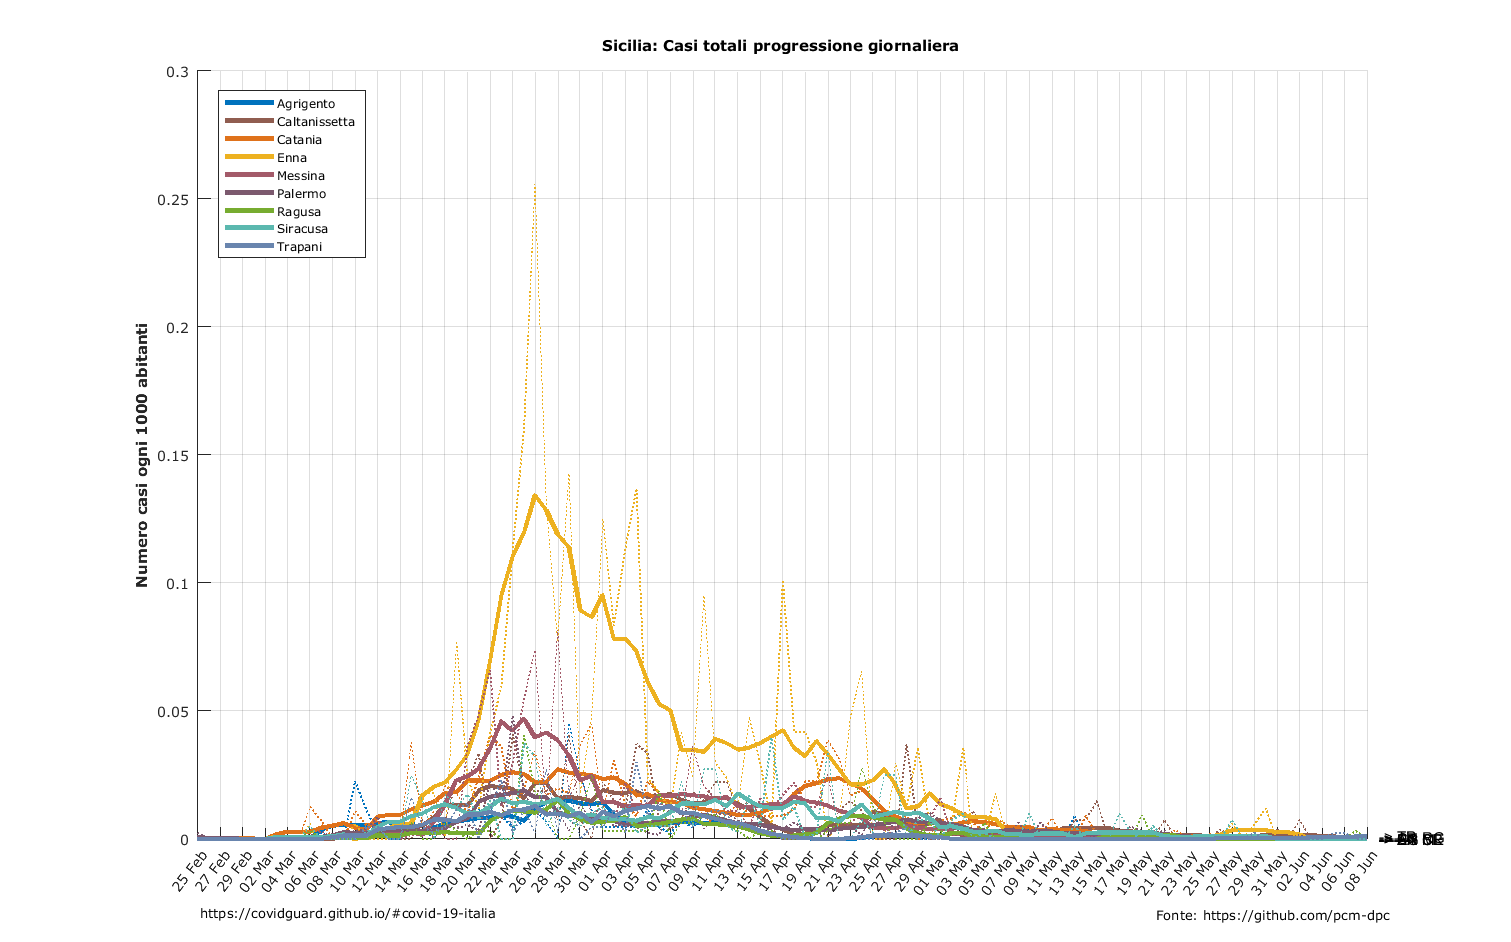 Sicilia: Casi totali progressione giornaliera
Numero casi ogni 1000 abitanti
0.3
0.25
0.2
0.15
0.1
0.05
0
Agrigento
Caltanissetta
Catania
Enna
Messina
Palermo
Ragusa
Siracusa
Trapani
25 Feb
27 Feb
29 Feb
02 Mar
04 Mar
06 Mar
08 Mar
10 Mar
12 Mar
14 Mar
16 Mar
18 Mar
20 Mar
22 Mar
24 Mar
26 Mar
28 Mar
30 Mar
01 Apr
03 Apr
05 Apr
07 Apr
09 Apr
11 Apr
13 Apr
15 Apr
17 Apr
19 Apr
21 Apr
23 Apr
25 Apr
27 Apr
29 Apr
01 May
03 May
05 May
07 May
09 May
11 May
13 May
15 May
17 May
19 May
21 May
23 May
25 May
27 May
29 May
31 May
02 Jun
04 Jun
06 Jun
08 Jun
https://covidguard.github.io/#covid-19-italia
Fonte: https://github.com/pcm-dpc